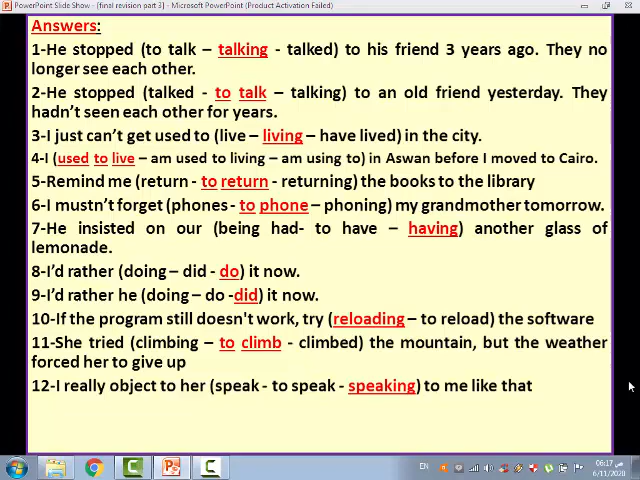 PowerPoint Slide Show - [final revision part 3] - Microsoft PowerPoint (Product Activation Failed)
Answers:
1-He stopped (to talk – talking - talked) to his friend 3 years ago. They no
longer see each other.
2-He stopped (talked - to talk – talking) to an old friend yesterday. They
hadn't seen each other for years.
3-I just can't get used to (live – living – have lived) in the city.
4-I (used to live – am used to living – am using to) in Aswan before I moved to Cairo.
5-Remind me (return - to return - returning) the books to the library
6-I mustn't forget (phones - to phone – phoning) my grandmother tomorrow.
7-He insisted on our (being had- to have – having) another glass of
lemonade.
8-I'd rather (doing – did - do) it now.
9-I'd rather he (doing – do -did) it now.
10-If the program still doesn't work, try (reloading – to reload) the software
11-She tried (climbing – to climb - climbed) the mountain, but the weather
forced her to give up
12-I really object to her (speak - to speak - speaking) to me like that
EN
06:17 ص
6/11/2020